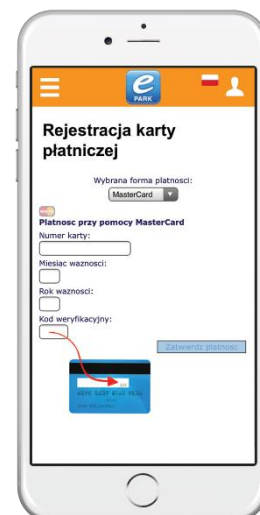 e
PARK
Rejestracja karty
płatniczej
Wybrana forma platnosci:
MasterCard
Platnosc przy pomocy MasterCard
Numer karty:
Miesiac waznosci:
Rok waznosci:
Kod weryfikacyjny:
Zatwierdz platnosc